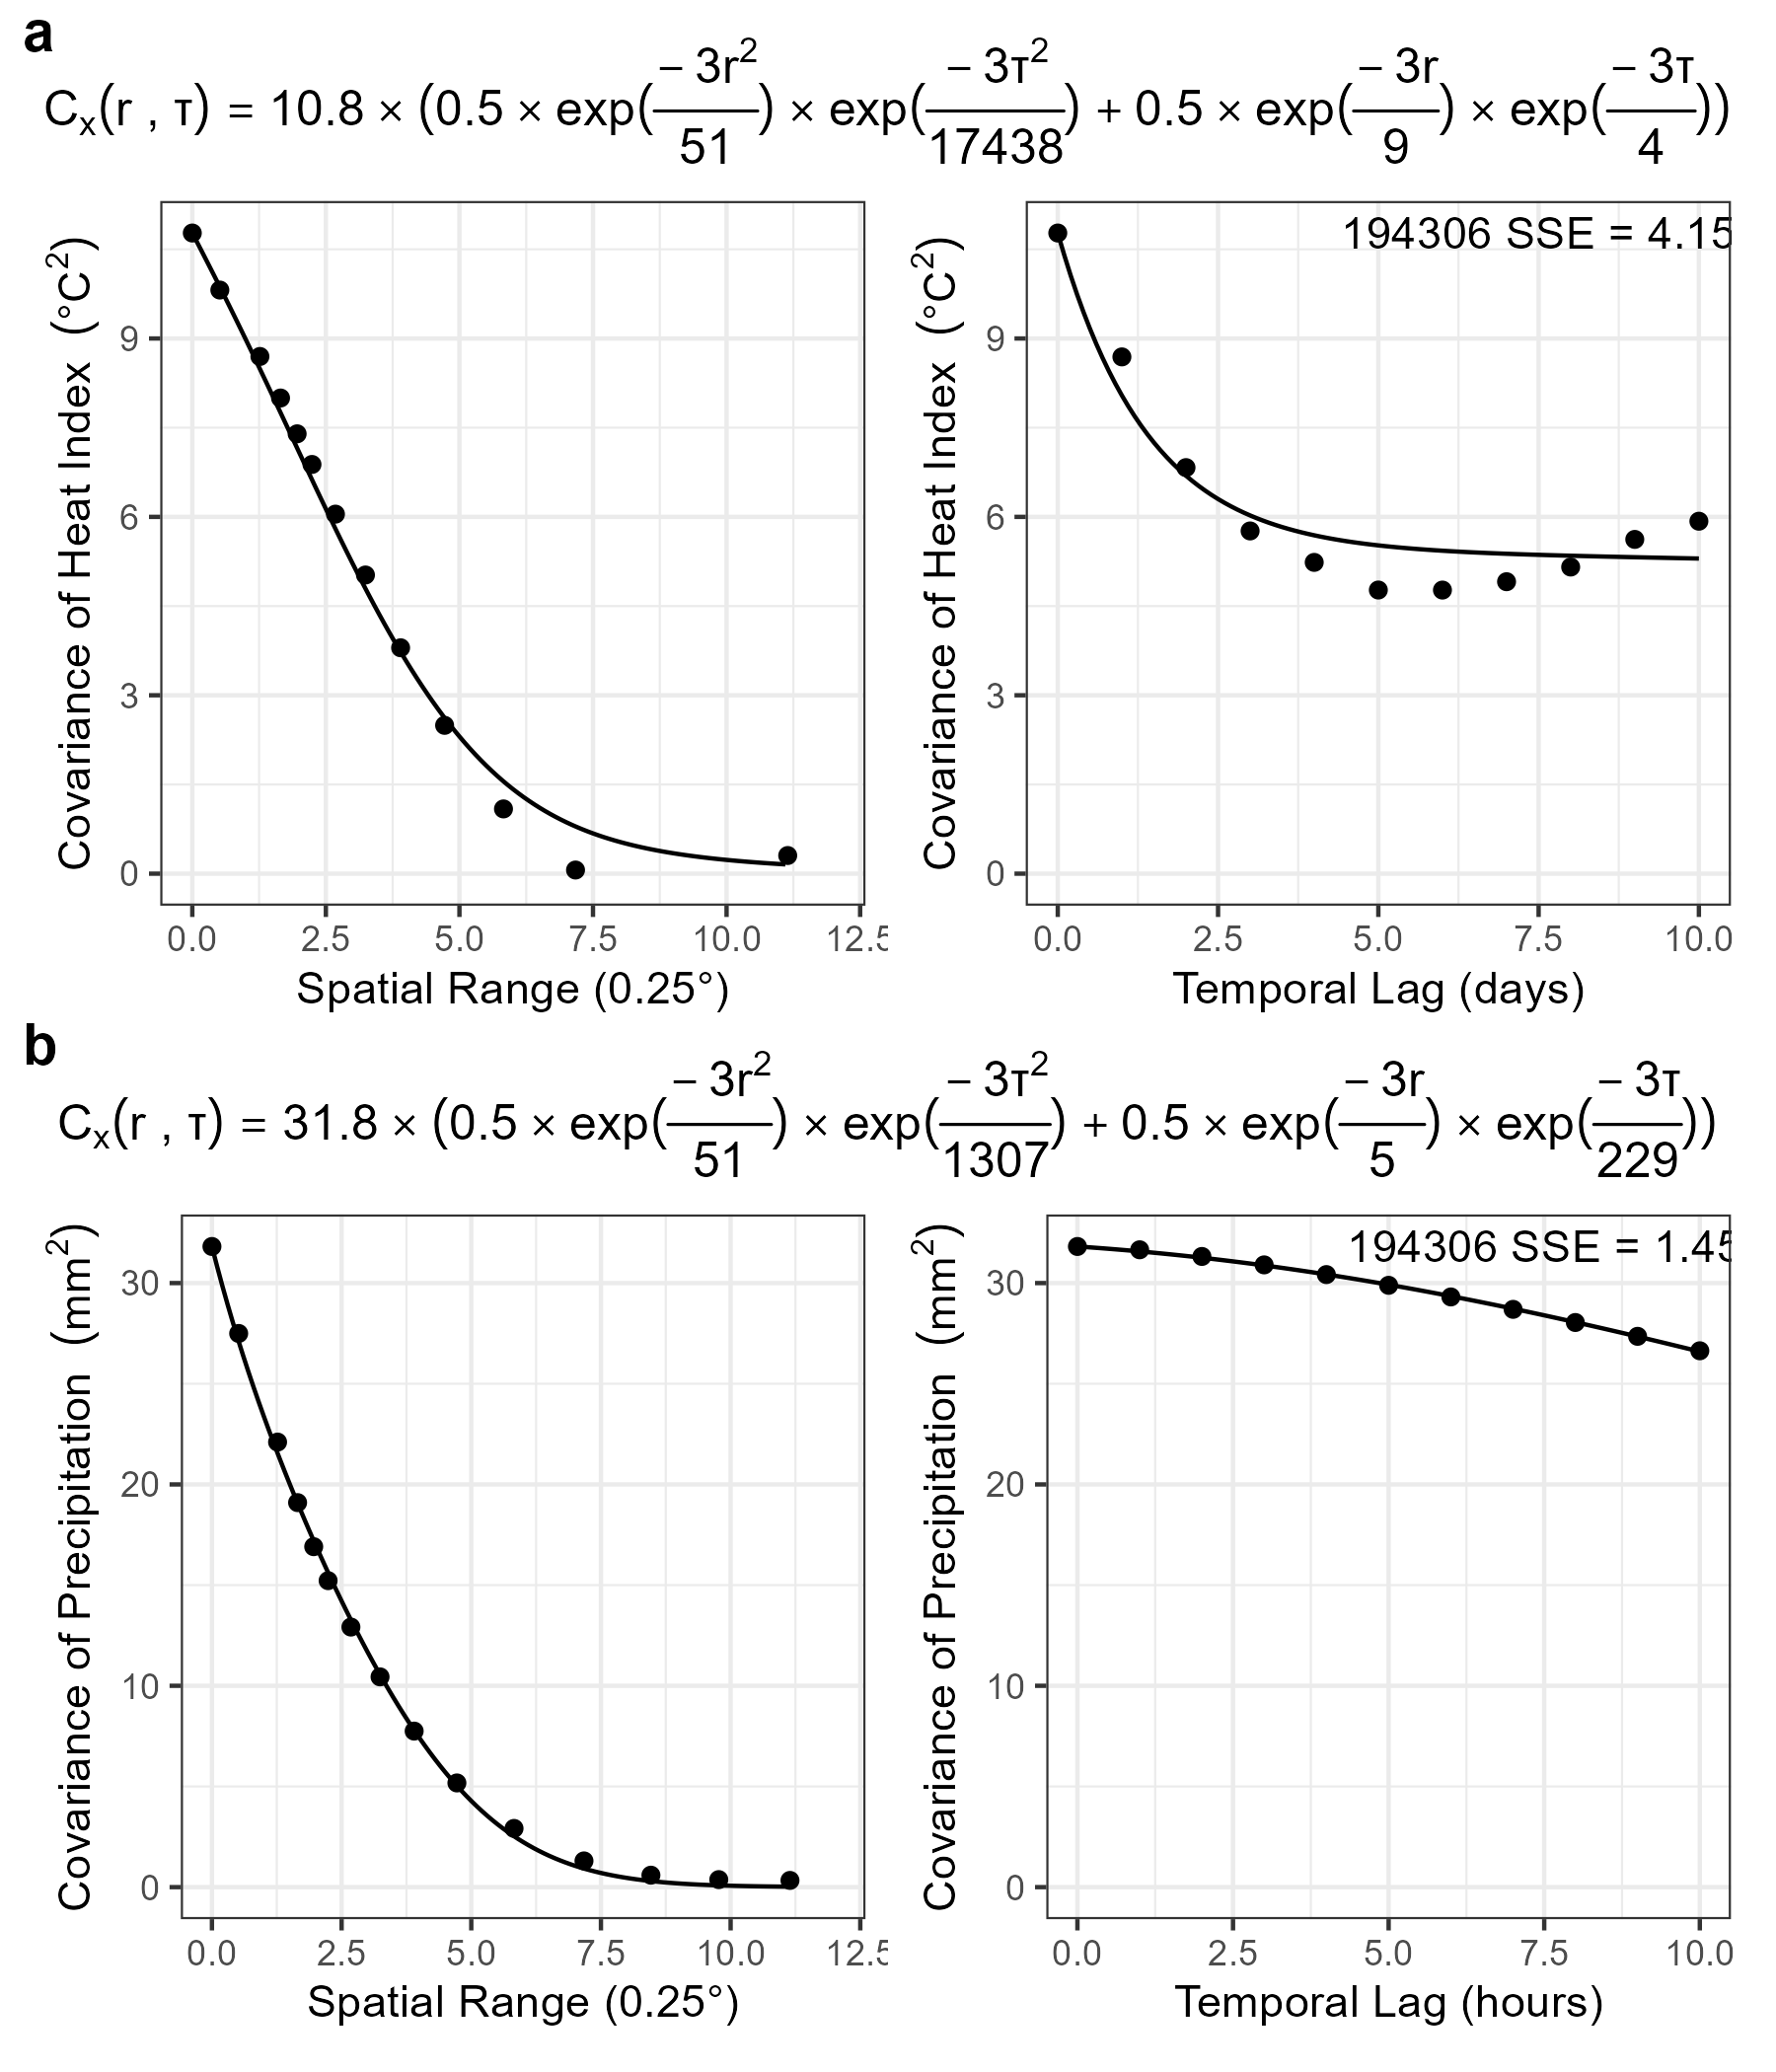 a
Cx(r , τ) = 10.8 × (0.5 × exp(− 3r² / 51) × exp(− 3τ² / 17438) + 0.5 × exp(− 3r / 9) × exp(− 3τ / 4))
Covariance of Heat Index (°C²)
9
6
3
0
0.0 2.5 5.0 7.5 10.0 12.5
Spatial Range (0.25°)
194306 SSE = 4.15
Covariance of Heat Index (°C²)
9
6
3
0
0.0 2.5 5.0 7.5 10.0
Temporal Lag (days)
b
Cx(r , τ) = 31.8 × (0.5 × exp(− 3r² / 51) × exp(− 3τ² / 1307) + 0.5 × exp(− 3r / 5) × exp(− 3τ / 229))
Covariance of Precipitation (mm²)
30
20
10
0
0.0 2.5 5.0 7.5 10.0 12.5
Spatial Range (0.25°)
194306 SSE = 1.45
Covariance of Precipitation (mm²)
30
20
10
0
0.0 2.5 5.0 7.5 10.0
Temporal Lag (hours)